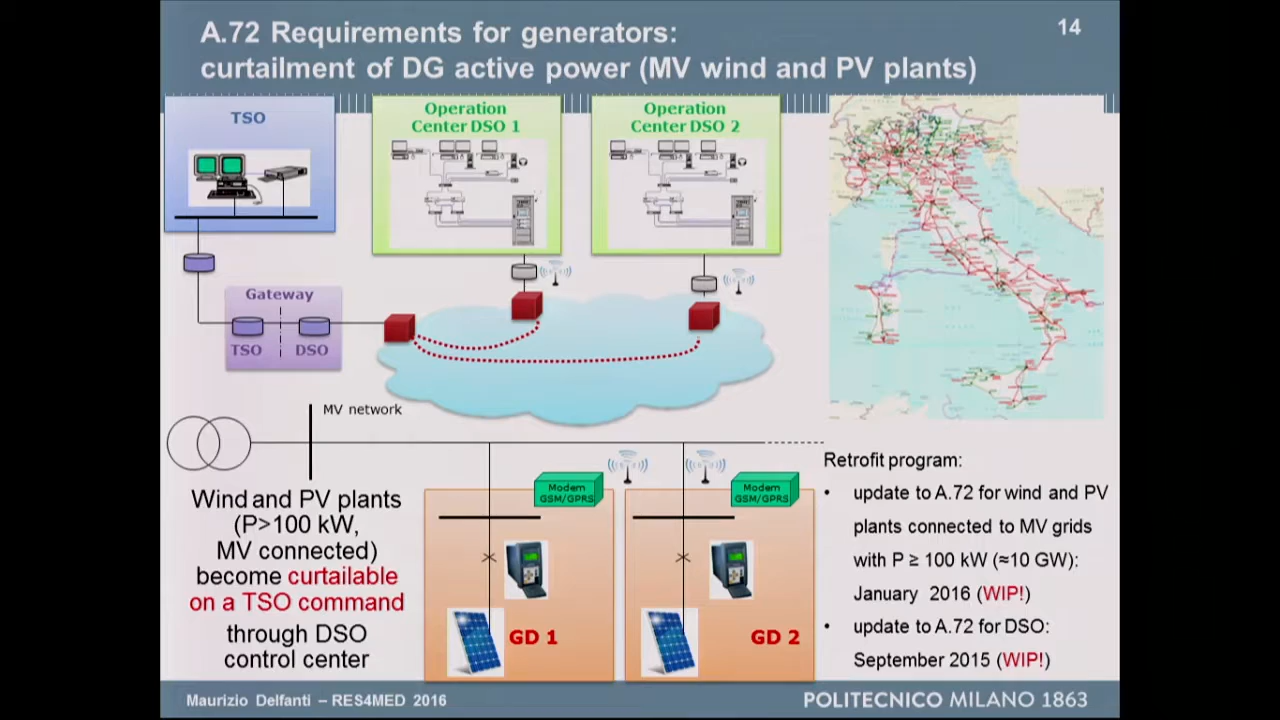 A.72 Requirements for generators:
curtailment of DG active power (MV wind and PV plants)
14
TSO
Operation
Center DSO 1
Operation
Center DSO 2
Gateway
TSO
DSO
MV network
Wind and PV plants
(P>100 kW,
MV connected)
become curtailable
on a TSO command
through DSO
control center
Modem
GSM/GPRS
GD 1
Modem
GSM/GPRS
GD 2
Retrofit program:
• update to A.72 for wind and PV
plants connected to MV grids
with P ≥ 100 kW (≈10 GW):
January 2016 (WIP!)
• update to A.72 for DSO:
September 2015 (WIP!)
Maurizio Delfanti – RES4MED 2016
POLITECNICO MILANO 1863